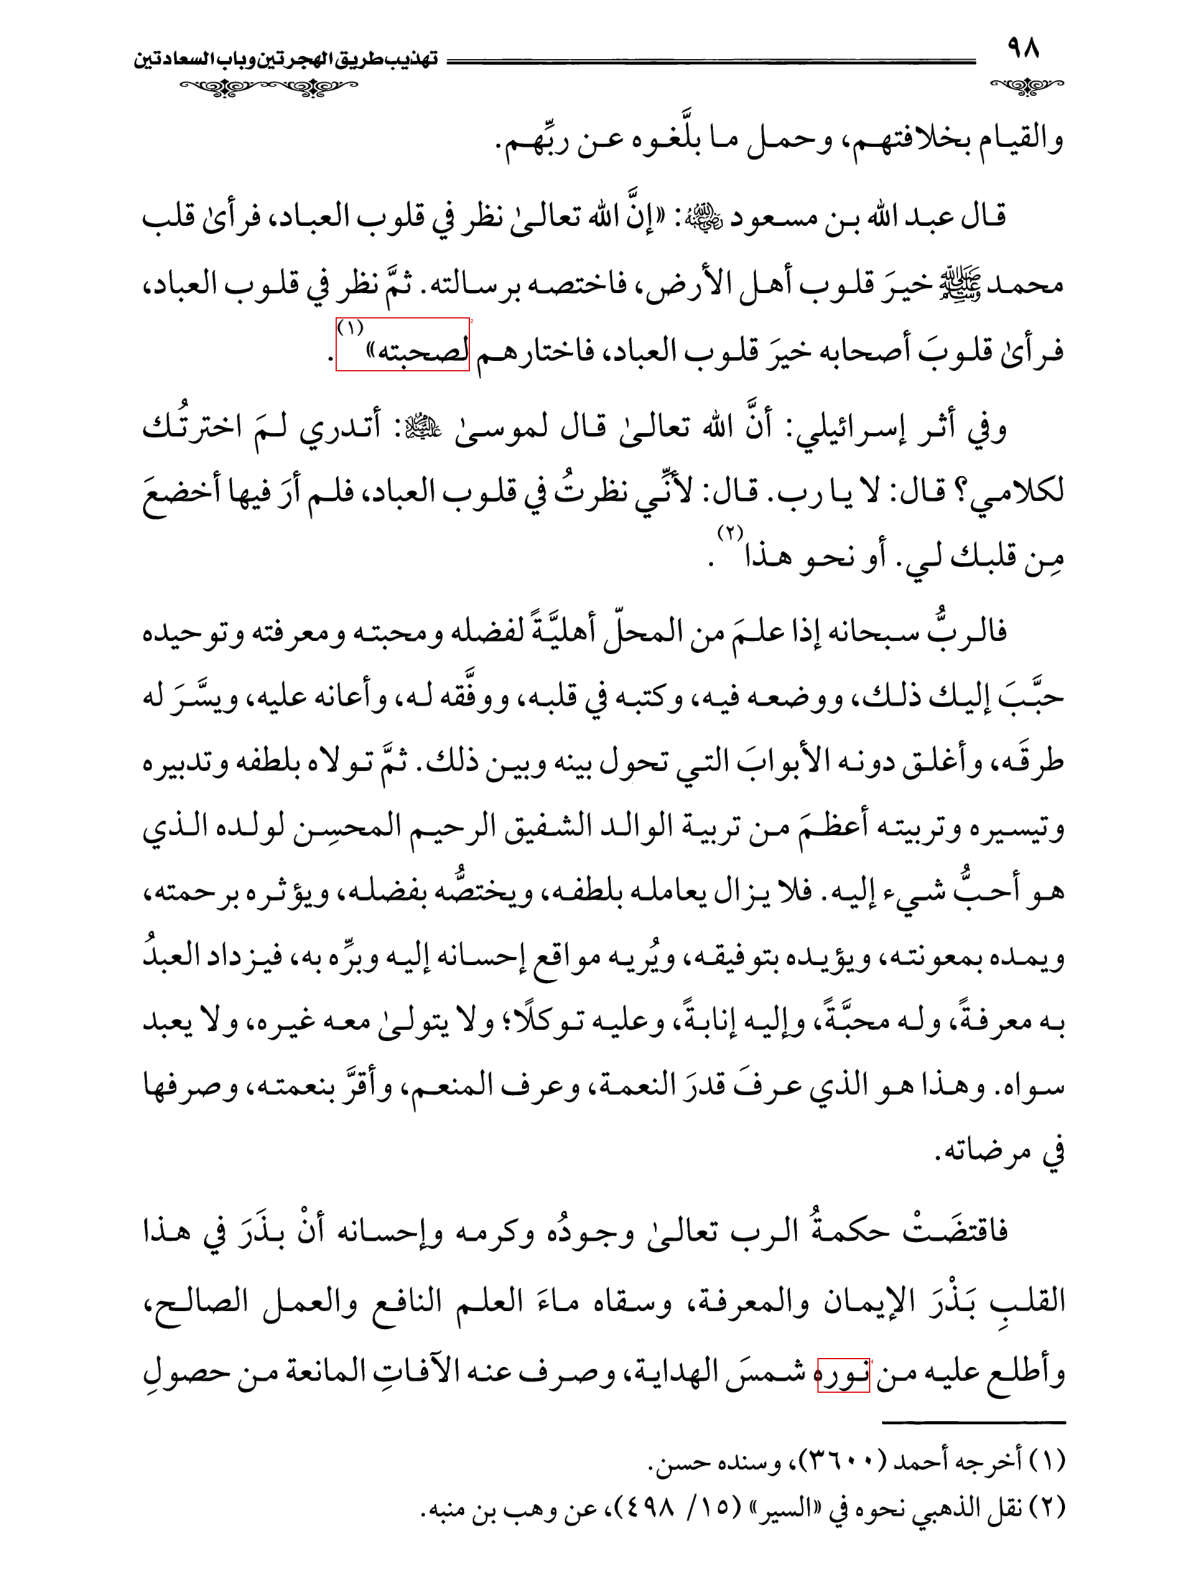 ٩٨ تهذيب طريق الهجرتين وباب السعادتين
والقيام بخلافتهم، وحمل ما بلَّغوه عن ربِّهم.
قال عبد الله بن مسعود ﵁: «إنَّ الله تعالىٰ نظر في قلوب العباد، فرأىٰ قلب
محمد ﷺ خيرَ قلوب أهل الأرض، فاختصه برسالته. ثمَّ نظر في قلوب العباد،
فرأىٰ قلوبَ أصحابه خيرَ قلوب العباد، فاختارهم لصحبته»(١).
وفي أثر إسرائيلي: أنَّ الله تعالىٰ قال لموسىٰ ﵇: أتدري لمَ اخترتُك
لكلامي؟ قال: لا يا رب. قال: لأنِّي نظرتُ في قلوب العباد، فلم أرَ فيها أخضعَ
مِن قلبك لي. أو نحو هذا(٢).
فالربُّ سبحانه إذا علمَ من المحلّ أهليَّةً لفضله ومحبته ومعرفته وتوحيده
حبَّبَ إليك ذلك، ووضعه فيه، وكتبه في قلبه، ووفَّقه له، وأعانه عليه، ويسَّرَ له
طرقَه، وأغلق دونه الأبوابَ التي تحول بينه وبين ذلك. ثمَّ تولاه بلطفه وتدبيره
وتيسيره وتربيته أعظمَ من تربية الوالد الشفيق الرحيم المحسِن لولده الذي
هو أحبُّ شيء إليه. فلا يزال يعامله بلطفه، ويختصُّه بفضله، ويؤثره برحمته،
ويمده بمعونته، ويؤيده بتوفيقه، ويُريه مواقع إحسانه إليه وبرِّه به، فيزداد العبدُ
به معرفةً، وله محبَّةً، وإليه إنابةً، وعليه توكلًا؛ ولا يتولىٰ معه غيره، ولا يعبد
سواه. وهذا هو الذي عرفَ قدرَ النعمة، وعرف المنعم، وأقرَّ بنعمته، وصرفها
في مرضاته.
فاقتضَتْ حكمةُ الرب تعالىٰ وجودُه وكرمه وإحسانه أنْ بذَرَ في هذا
القلبِ بَذْرَ الإيمان والمعرفة، وسقاه ماءَ العلم النافع والعمل الصالح،
وأطلع عليه من نوره شمسَ الهداية، وصرف عنه الآفاتِ المانعة من حصولِ
(١) أخرجه أحمد (٣٦٠٠)، وسنده حسن.
(٢) نقل الذهبي نحوه في «السير» (١٥/ ٤٩٨)، عن وهب بن منبه.